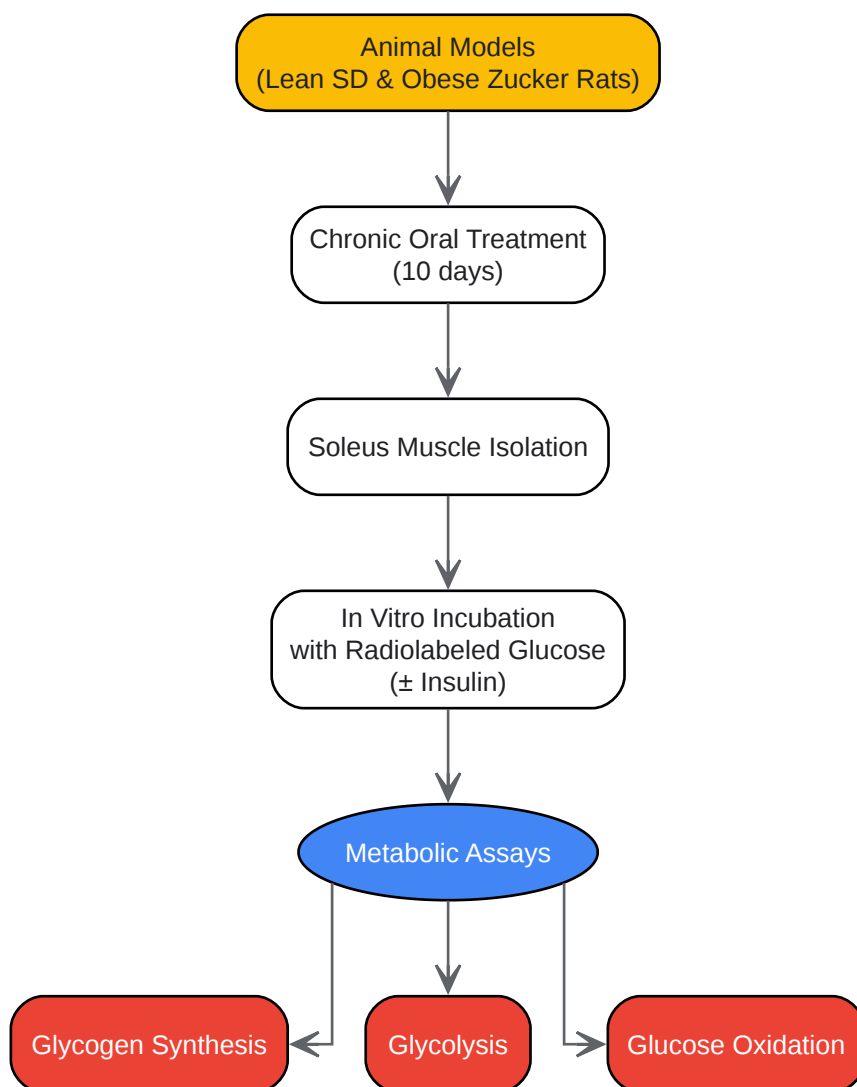 Animal Models
(Lean SD & Obese Zucker Rats)
Chronic Oral Treatment
(10 days)
Soleus Muscle Isolation
In Vitro Incubation
with Radiolabeled Glucose
(± Insulin)
Metabolic Assays
Glycogen Synthesis
Glycolysis
Glucose Oxidation